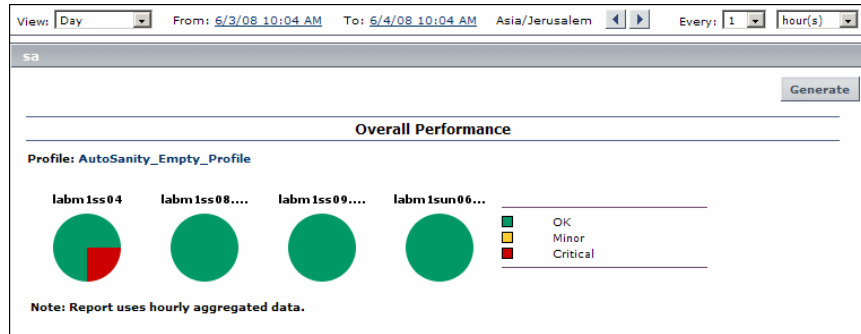 View: Day From: 6/3/08 10:04 AM To: 6/4/08 10:04 AM Asia/Jerusalem Every: 1 hour(s)
sa
Generate
Overall Performance
Profile: AutoSanity_Empty_Profile
labm1ss04 labm1ss08.... labm1ss09.... labm1sun06...
OK
Minor
Critical
Note: Report uses hourly aggregated data.